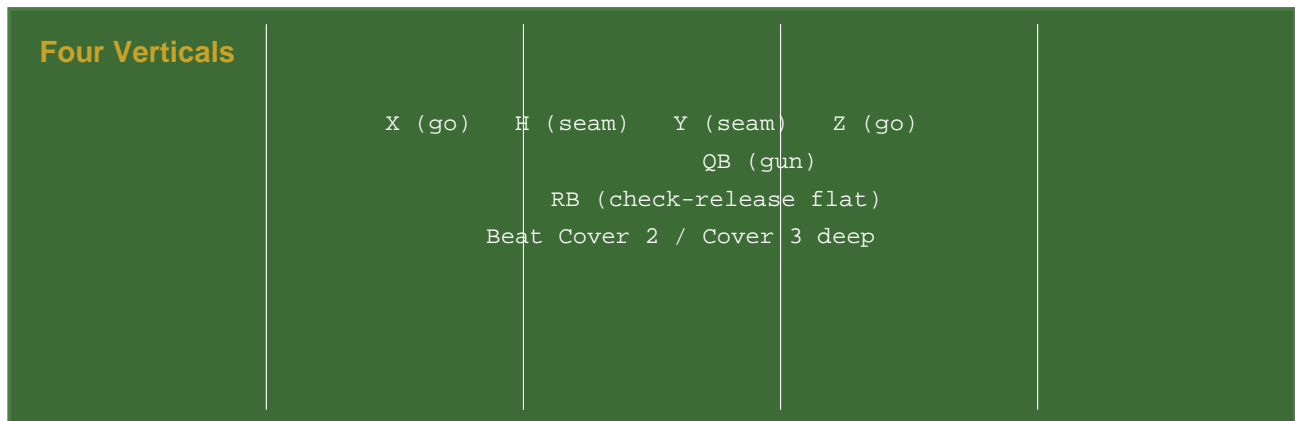 Four Verticals
X (go) H (seam) Y (seam) Z (go)
QB (gun)
RB (check-release flat)
Beat Cover 2 / Cover 3 deep